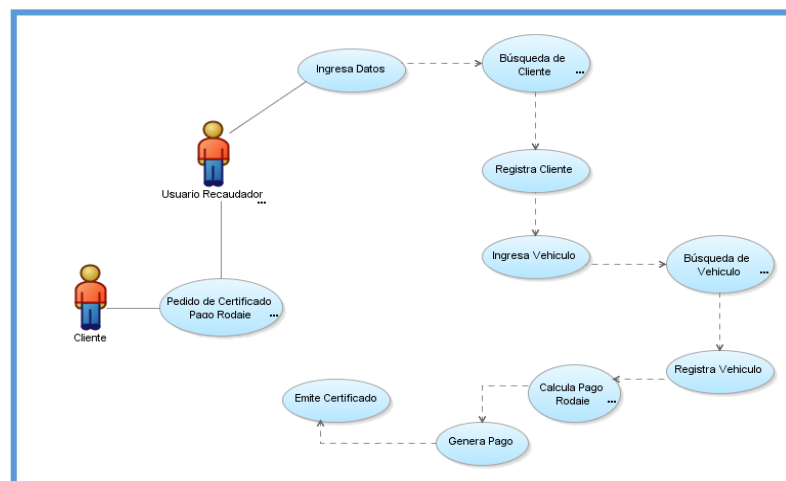 Ingresa Datos
Búsqueda de
Cliente
...
Usuario Recaudador
...
Registra Cliente
Ingresa Vehiculo
Búsqueda de
Vehiculo
...
Pedido de Certificado
Pago Rodaje
...
Cliente
Registra Vehiculo
Calcula Pago
Rodaje
...
Emite Certificado
Genera Pago